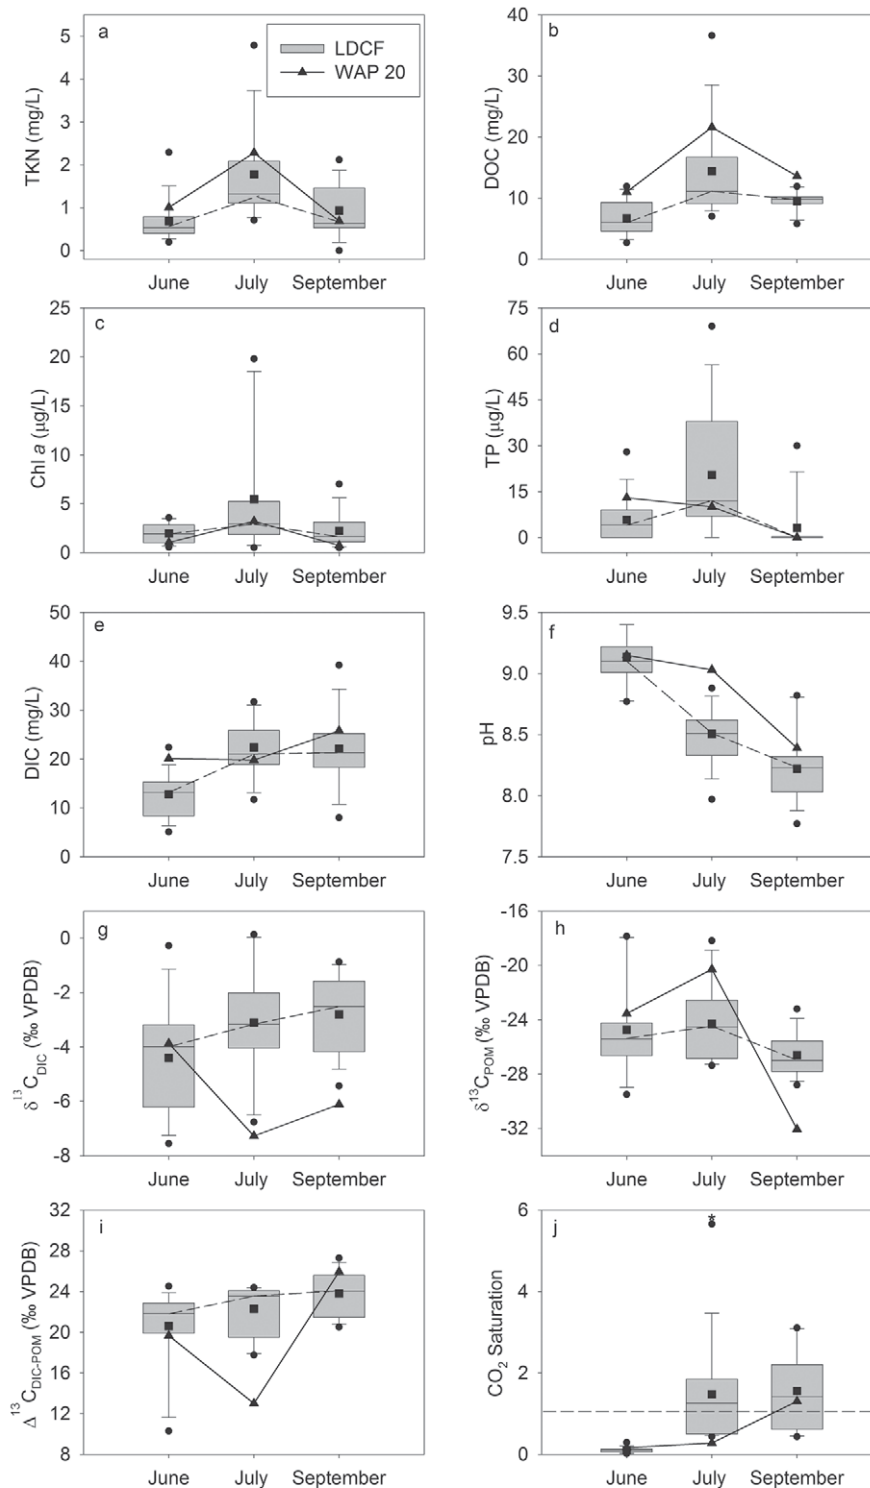 a
LDCF
WAP 20
TKN (mg/L)
5
4
3
2
1
0
June July September
b
DOC (mg/L)
40
30
20
10
0
June July September
c
Chl a (µg/L)
25
20
15
10
5
0
June July September
d
TP (µg/L)
75
60
45
30
15
0
June July September
e
DIC (mg/L)
50
40
30
20
10
0
June July September
f
pH
9.5
9.0
8.5
8.0
7.5
June July September
g
δ¹³C_DIC (‰ VPDB)
0
-2
-4
-6
-8
June July September
h
δ¹³C_POM (‰ VPDB)
-16
-20
-24
-28
-32
June July September
i
Δ¹³C_DIC-POM (‰ VPDB)
32
28
24
20
16
12
8
June July September
j
CO₂ Saturation
6
4
2
0
*
June July September